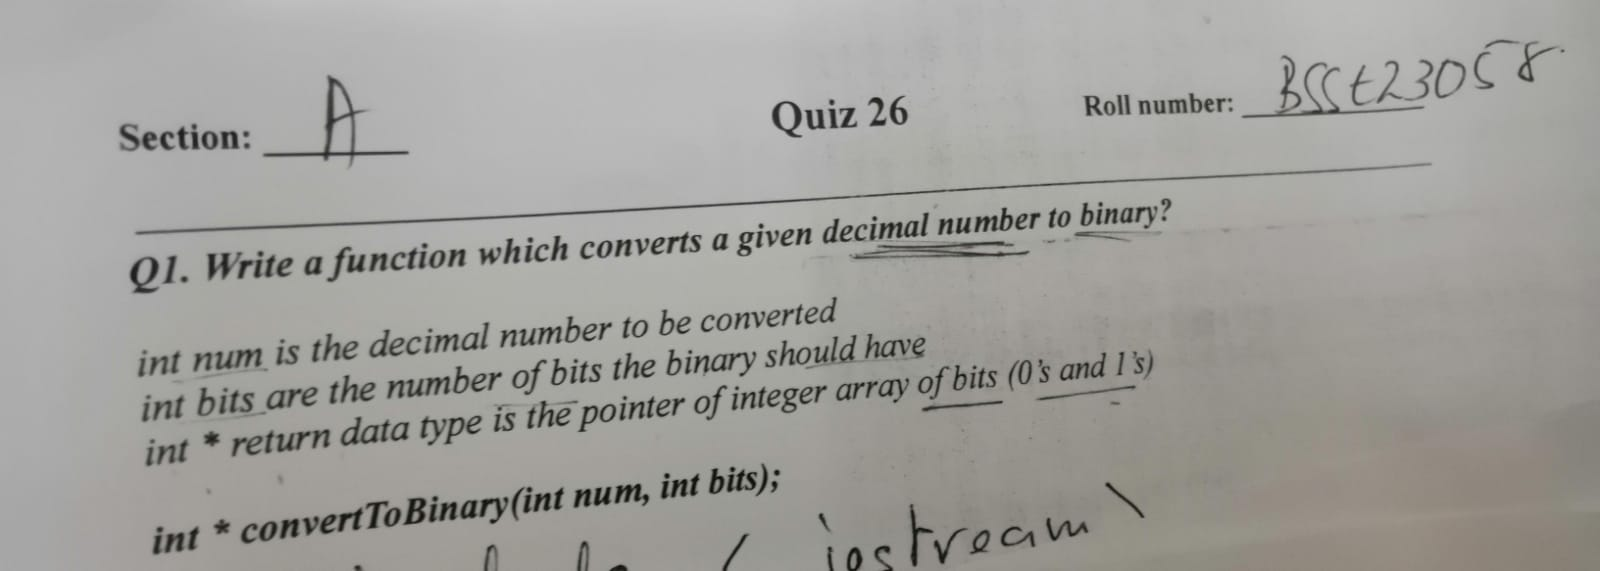 Section: A Quiz 26 Roll number: BSSE23058
Q1. Write a function which converts a given decimal number to binary?
int num is the decimal number to be converted
int bits are the number of bits the binary should have
int * return data type is the pointer of integer array of bits (0's and 1's)
int * convertToBinary(int num, int bits);
iostream